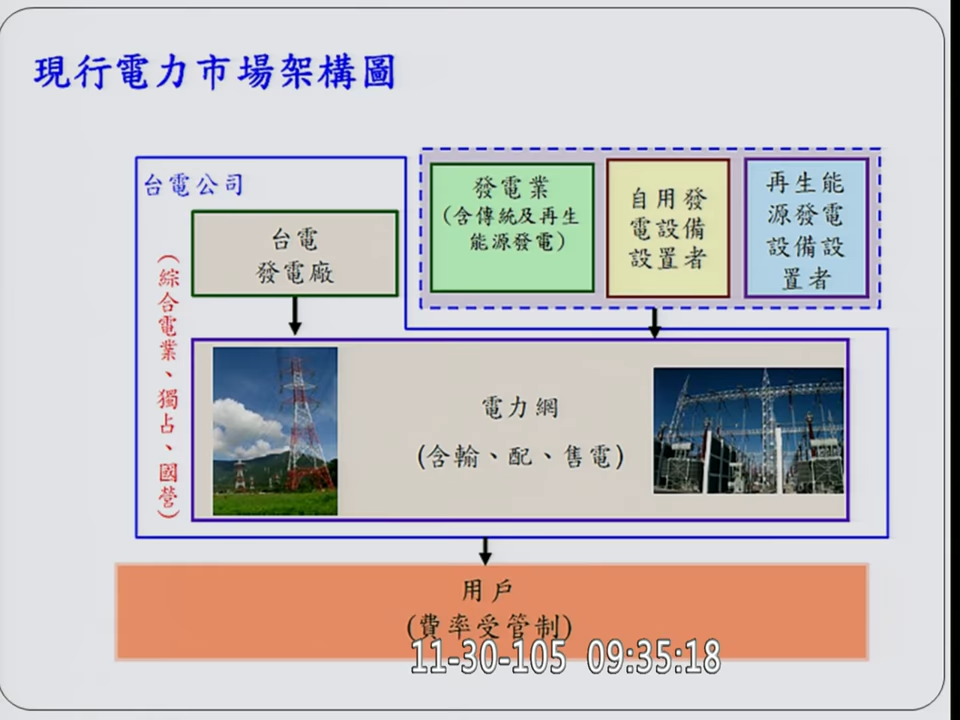 現行電力市場架構圖
台電公司
(綜合電業、獨占、國營)
台電
發電廠
發電業
(含傳統及再生
能源發電)
自用發
電設備
設置者
再生能
源發電
設備設
置者
電力網
(含輸、配、售電)
用戶
(費率受管制)
11-30-105 09:35:18